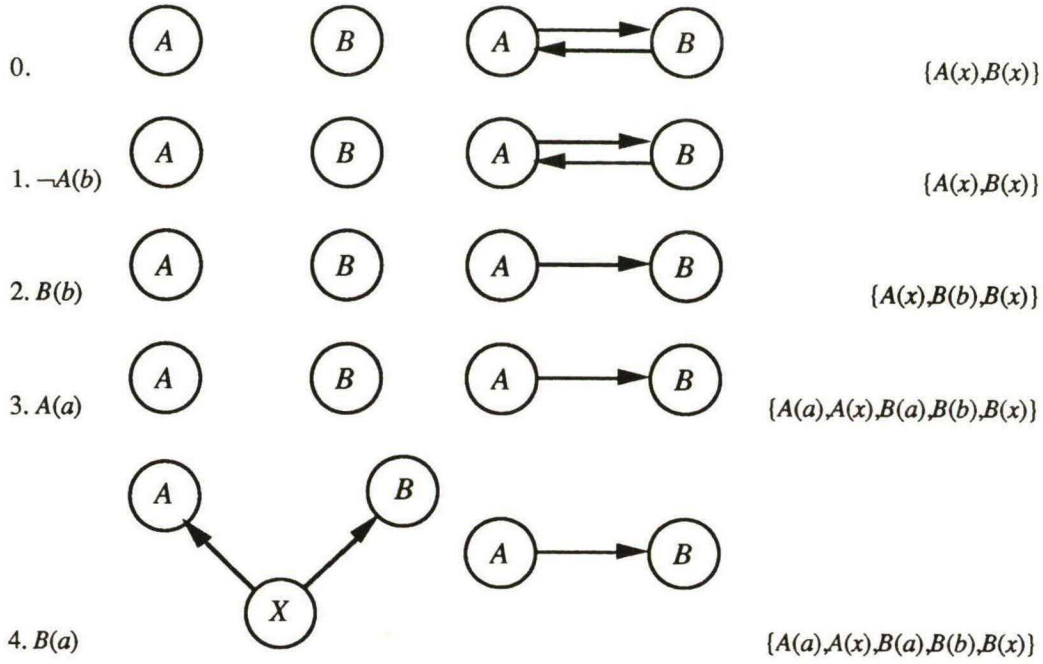 A B A B
0. {A(x),B(x)}
A B A B
1. ¬A(b) {A(x),B(x)}
A B A B
2. B(b) {A(x),B(b),B(x)}
A B A B
3. A(a) {A(a),A(x),B(a),B(b),B(x)}
A B
A B
X
4. B(a) {A(a),A(x),B(a),B(b),B(x)}